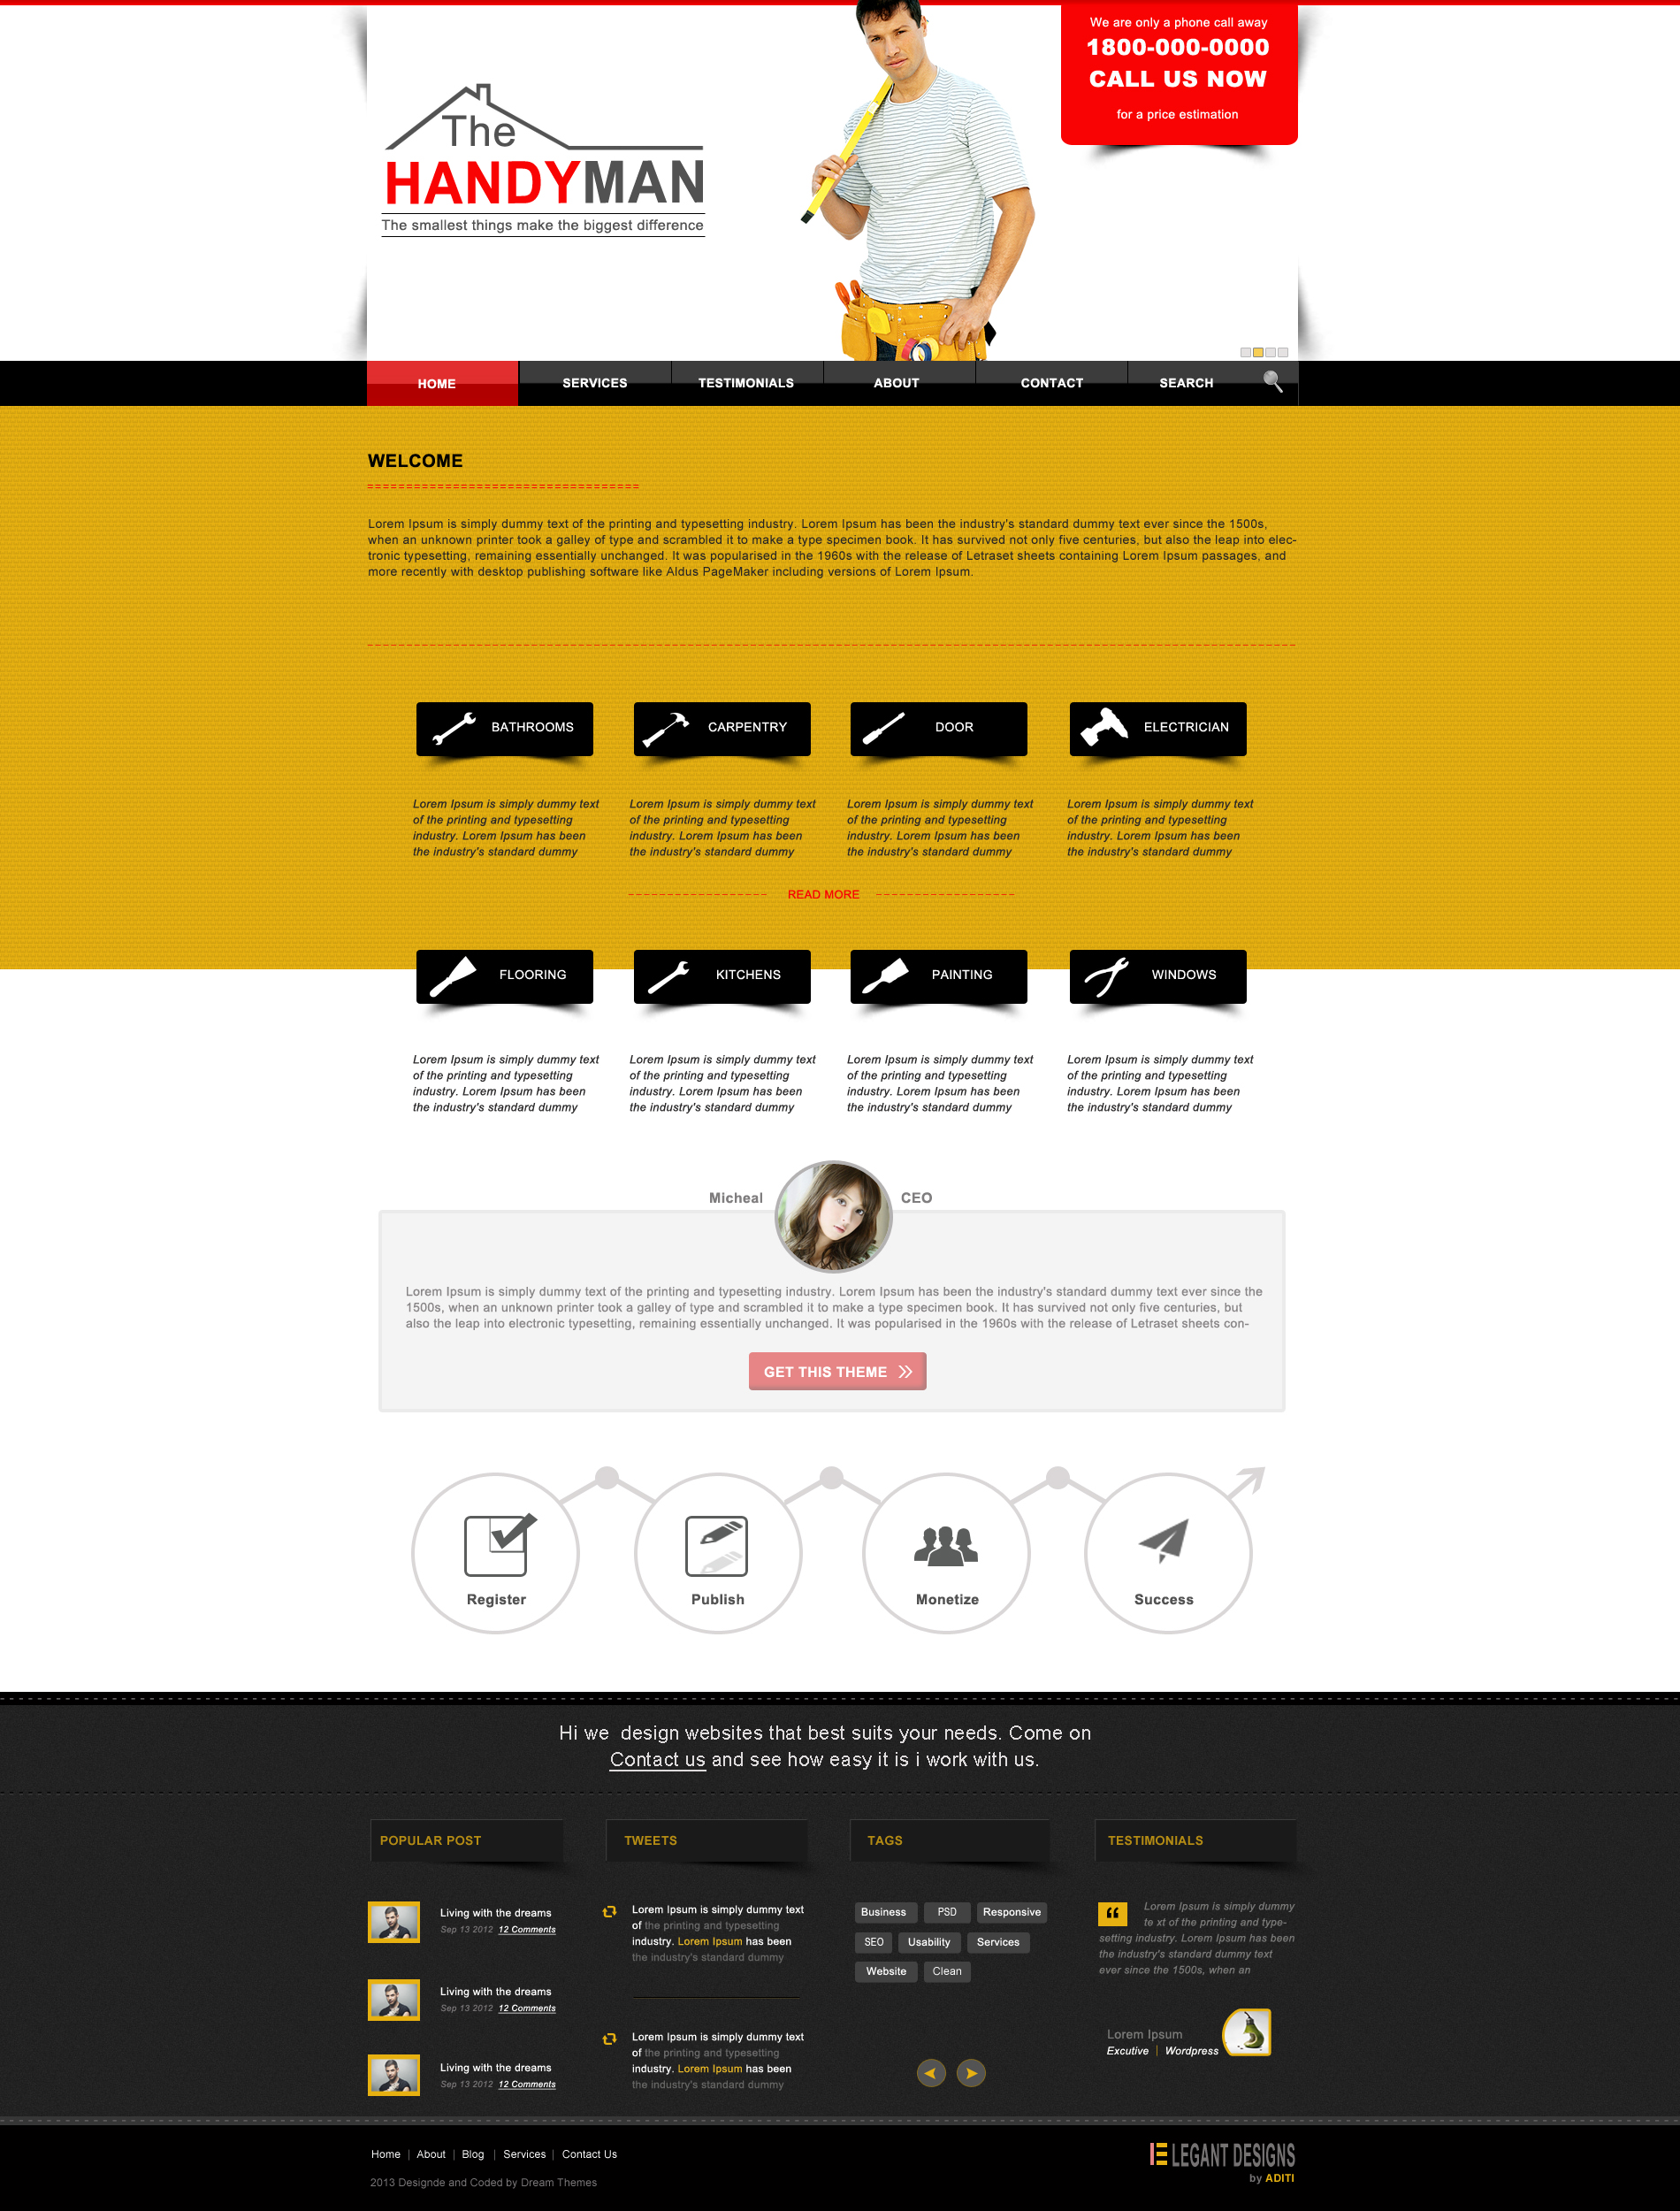 We are only a phone call away
1800-000-0000
CALL US NOW
for a price estimation
The
HANDYMAN
The smallest things make the biggest difference
HOME SERVICES TESTIMONIALS ABOUT CONTACT SEARCH
WELCOME
Lorem Ipsum is simply dummy text of the printing and typesetting industry. Lorem Ipsum has been the industry's standard dummy text ever since the 1500s,
when an unknown printer took a galley of type and scrambled it to make a type specimen book. It has survived not only five centuries, but also the leap into elec-
tronic typesetting, remaining essentially unchanged. It was popularised in the 1960s with the release of Letraset sheets containing Lorem Ipsum passages, and
more recently with desktop publishing software like Aldus PageMaker including versions of Lorem Ipsum.
BATHROOMS
Lorem Ipsum is simply dummy text
of the printing and typesetting
industry. Lorem Ipsum has been
the industry's standard dummy
CARPENTRY
Lorem Ipsum is simply dummy text
of the printing and typesetting
industry. Lorem Ipsum has been
the industry's standard dummy
DOOR
Lorem Ipsum is simply dummy text
of the printing and typesetting
industry. Lorem Ipsum has been
the industry's standard dummy
ELECTRICIAN
Lorem Ipsum is simply dummy text
of the printing and typesetting
industry. Lorem Ipsum has been
the industry's standard dummy
READ MORE
FLOORING
Lorem Ipsum is simply dummy text
of the printing and typesetting
industry. Lorem Ipsum has been
the industry's standard dummy
KITCHENS
Lorem Ipsum is simply dummy text
of the printing and typesetting
industry. Lorem Ipsum has been
the industry's standard dummy
PAINTING
Lorem Ipsum is simply dummy text
of the printing and typesetting
industry. Lorem Ipsum has been
the industry's standard dummy
WINDOWS
Lorem Ipsum is simply dummy text
of the printing and typesetting
industry. Lorem Ipsum has been
the industry's standard dummy
Micheal CEO
Lorem Ipsum is simply dummy text of the printing and typesetting industry. Lorem Ipsum has been the industry's standard dummy text ever since the
1500s, when an unknown printer took a galley of type and scrambled it to make a type specimen book. It has survived not only five centuries, but
also the leap into electronic typesetting, remaining essentially unchanged. It was popularised in the 1960s with the release of Letraset sheets con-
GET THIS THEME
Register Publish Monetize Success
Hi we design websites that best suits your needs. Come on
Contact us and see how easy it is i work with us.
POPULAR POST
Living with the dreams
Sep 13 2012 12 Comments
Living with the dreams
Sep 13 2012 12 Comments
Living with the dreams
Sep 13 2012 12 Comments
TWEETS
Lorem Ipsum is simply dummy text
of the printing and typesetting
industry. Lorem Ipsum has been
the industry's standard dummy
Lorem Ipsum is simply dummy text
of the printing and typesetting
industry. Lorem Ipsum has been
the industry's standard dummy
TAGS
Business PSD Responsive
SEO Usability Services
Website Clean
TESTIMONIALS
“ Lorem Ipsum is simply dummy
te xt of the printing and type-
setting industry. Lorem Ipsum has been
the industry's standard dummy text
ever since the 1500s, when an
Lorem Ipsum
Excutive | Wordpress
Home | About | Blog | Services | Contact Us
2013 Designde and Coded by Dream Themes
ELEGANT DESIGNS
by ADITI